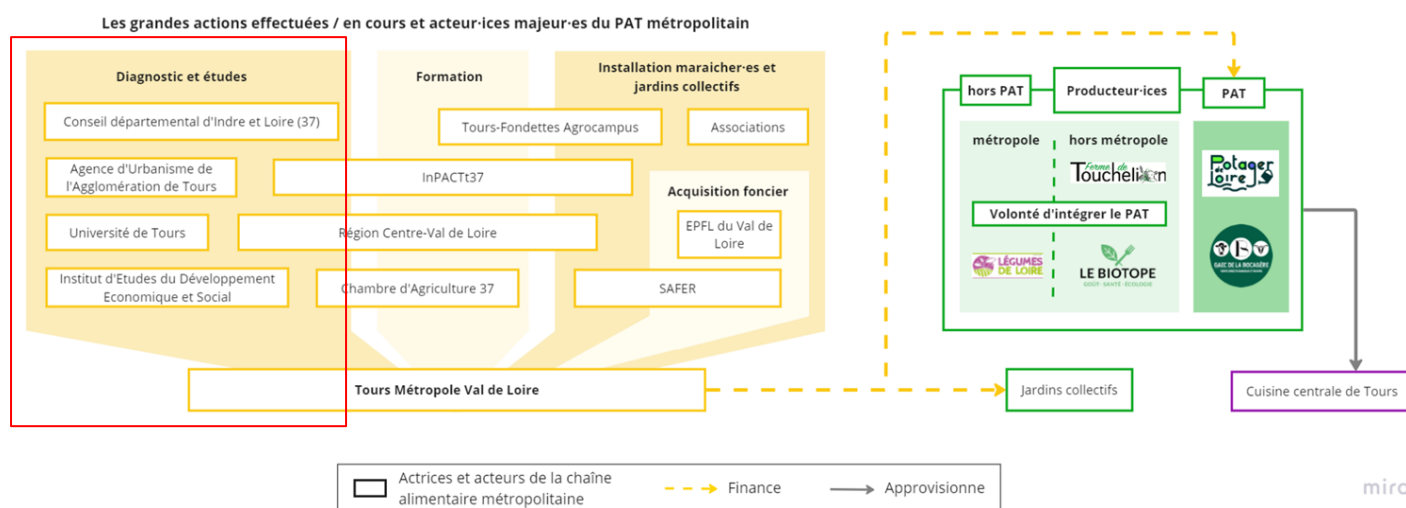 Les grandes actions effectuées / en cours et acteur·ices majeur·es du PAT métropolitain
Diagnostic et études
Formation
Installation maraicher·es et
jardins collectifs
Conseil départemental d'Indre et Loire (37)
Tours-Fondettes Agrocampus
Associations
Agence d'Urbanisme de
l'Agglomération de Tours
InPACTt37
Acquisition foncier
Université de Tours
Région Centre-Val de Loire
EPFL du Val de
Loire
Institut d'Etudes du Développement
Economique et Social
Chambre d'Agriculture 37
SAFER
Tours Métropole Val de Loire
hors PAT
Producteur·ices
PAT
métropole
hors métropole
Ferme de
Touchelion
Potager
de Loire
Volonté d'intégrer le PAT
LÉGUMES
DE LOIRE
LE BIOTOPE
GOÛT · SANTÉ · ÉCOLOGIE
GAEC DE LA BOCAGÈRE
Jardins collectifs
Cuisine centrale de Tours
Actrices et acteurs de la chaîne
alimentaire métropolitaine
Finance
Approvisionne
miro